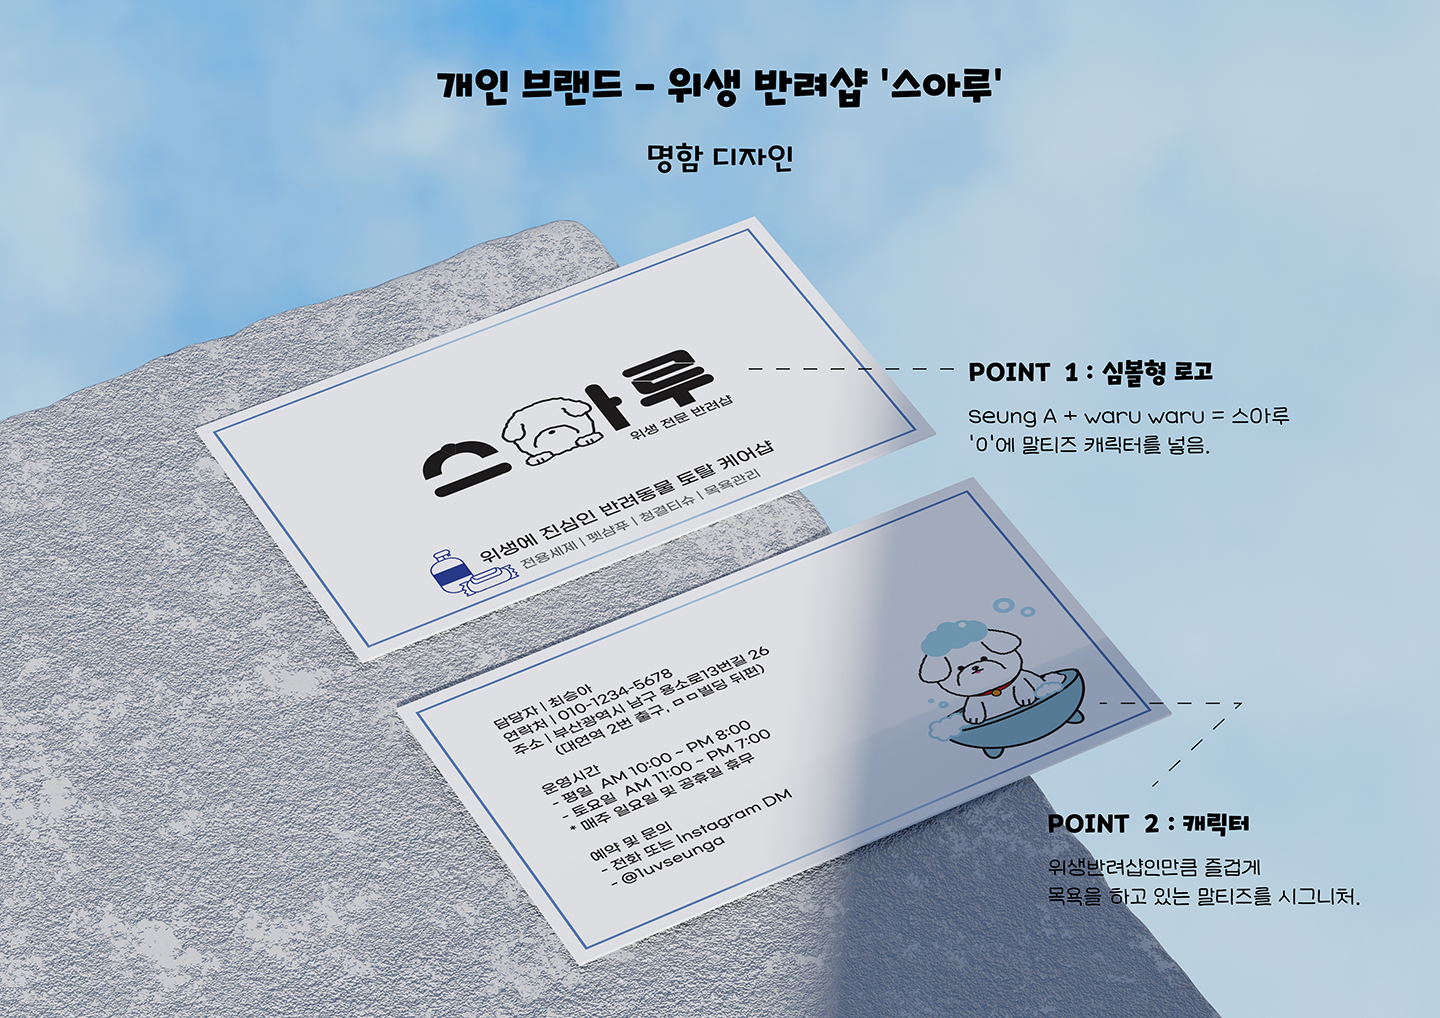 개인 브랜드 - 위생 반려샵 '스아루'
명함 디자인
스아루
위생 전문 반려샵
위생에 진심인 반려동물 토탈 케어샵
전용세제 | 펫샴푸 | 청결티슈 | 목욕관리
POINT 1 : 심볼형 로고
seung A + waru waru = 스아루
'ㅇ'에 말티즈 캐릭터를 넣음.
담당자 | 최승아
연락처 | 010-1234-5678
주소 | 부산광역시 남구 용소로13번길 26
(대연역 2번 출구, ㅁㅁ빌딩 뒤편)
운영시간
- 평일 AM 10:00 ~ PM 8:00
- 토요일 AM 11:00 ~ PM 7:00
* 매주 일요일 및 공휴일 휴무
예약 및 문의
- 전화 또는 Instagram DM
- @1uvseunga
POINT 2 : 캐릭터
위생반려샵인만큼 즐겁게
목욕을 하고 있는 말티즈를 시그니처.